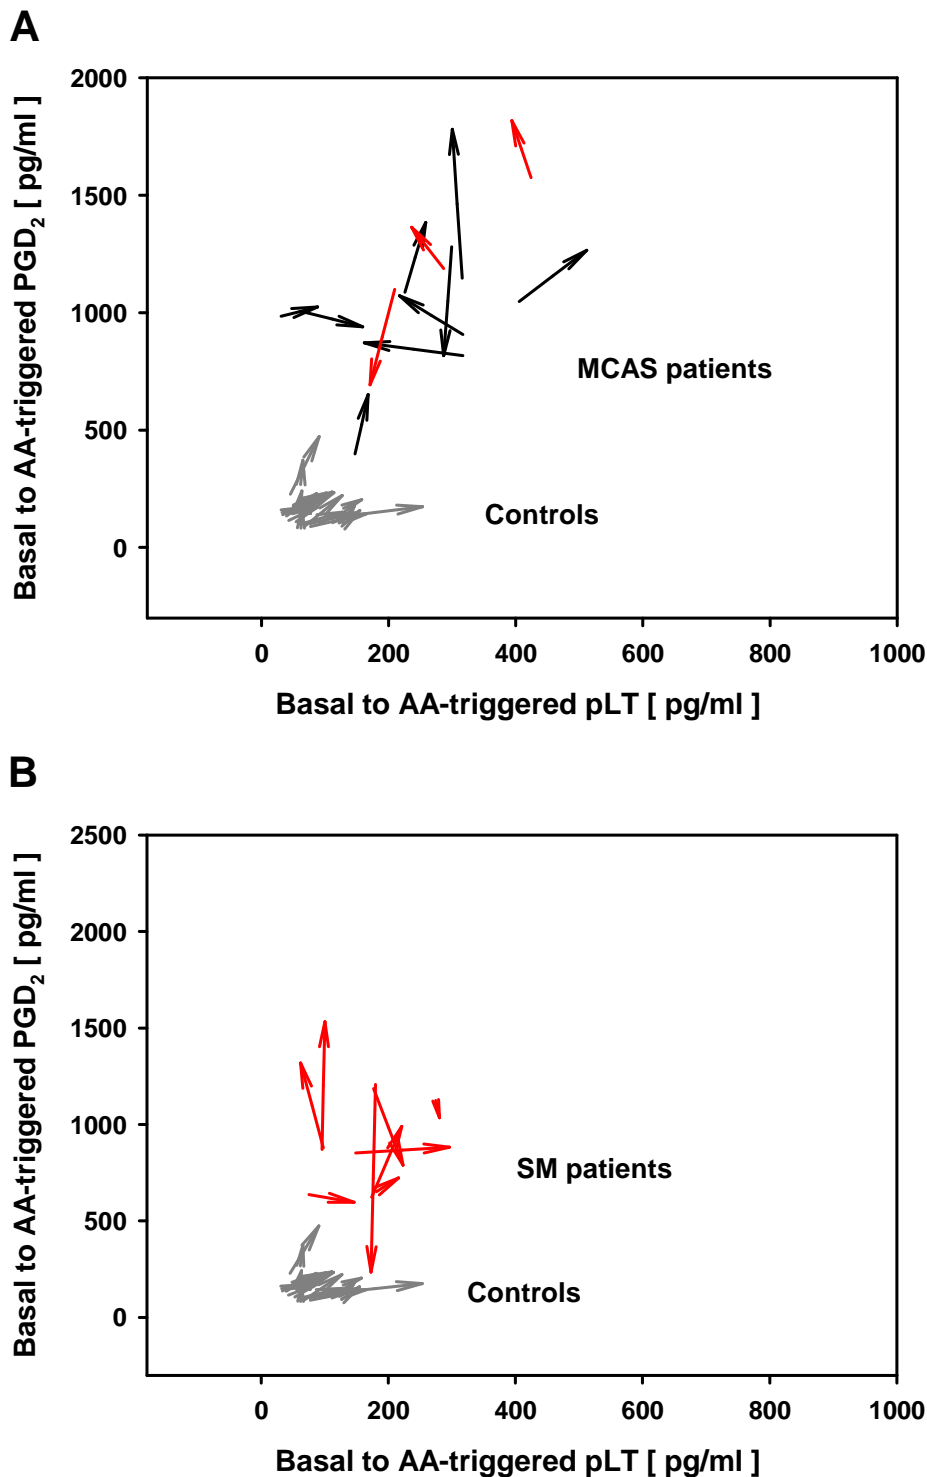 A
Basal to AA-triggered PGD₂ [ pg/ml ]
2000
1500
1000
500
0
MCAS patients
Controls
0 200 400 600 800 1000
Basal to AA-triggered pLT [ pg/ml ]
B
Basal to AA-triggered PGD₂ [ pg/ml ]
2500
2000
1500
1000
500
0
SM patients
Controls
0 200 400 600 800 1000
Basal to AA-triggered pLT [ pg/ml ]